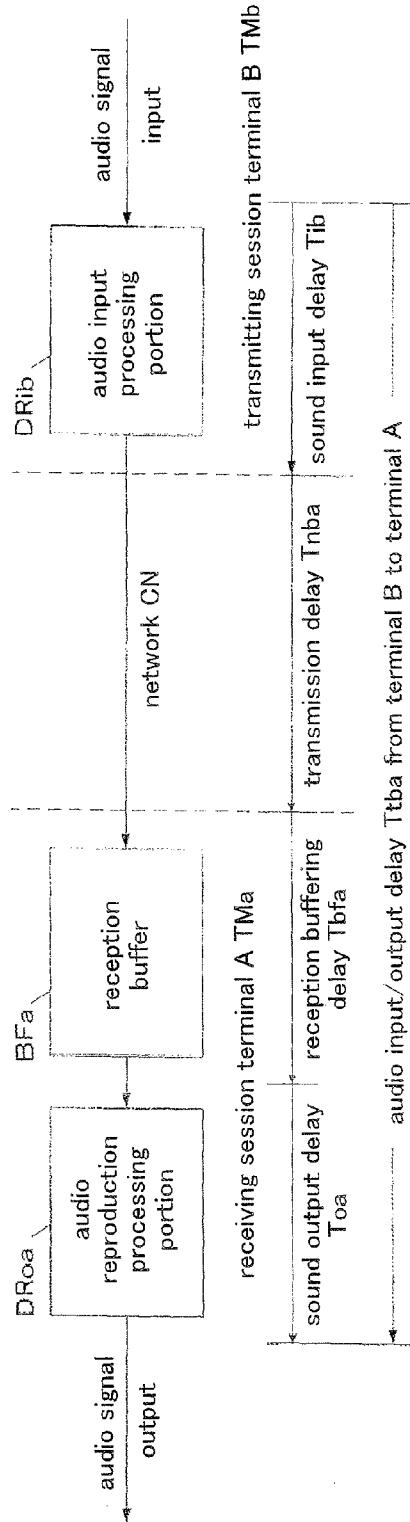 DRoa
BFa
DRib
audio signal
output
audio
reproduction
processing
portion
reception
buffer
network CN
audio input
processing
portion
audio signal
input
receiving session terminal A TMa
transmitting session terminal B TMb
sound output delay
Toa
reception buffering
delay Tbfa
transmission delay Tnba
sound input delay Tib
audio input/output delay Ttba from terminal B to terminal A